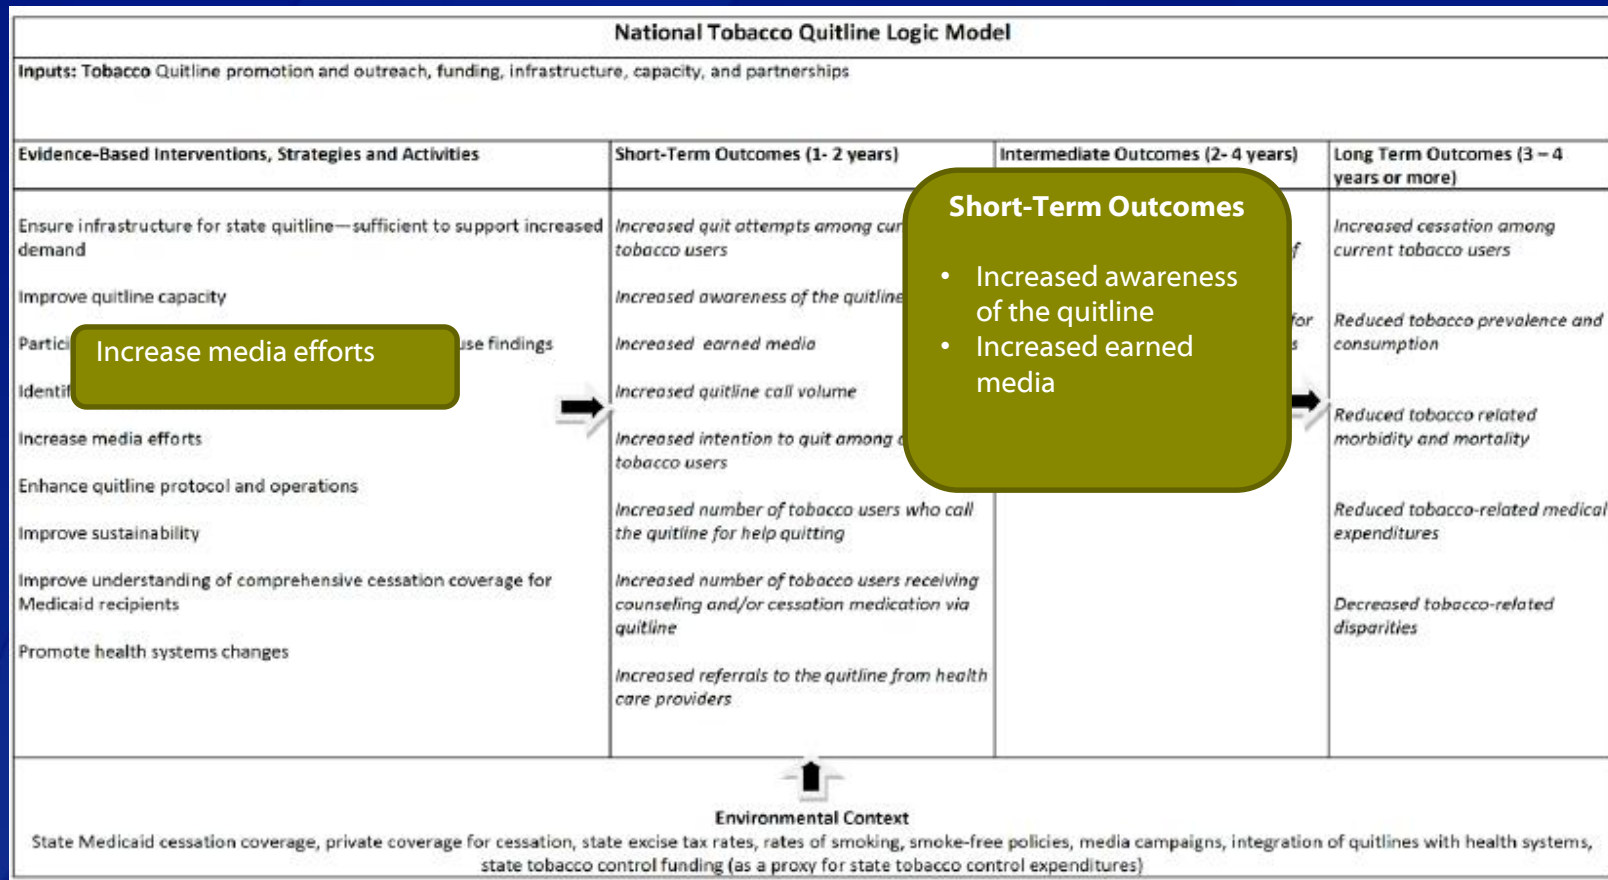 National Tobacco Quitline Logic Model
Inputs: Tobacco Quitline promotion and outreach, funding, infrastructure, capacity, and partnerships
Evidence-Based Interventions, Strategies and Activities
Ensure infrastructure for state quitline—sufficient to support increased
demand
Improve quitline capacity
use findings
Increase media efforts
Increase media efforts
Enhance quitline protocol and operations
Improve sustainability
Improve understanding of comprehensive cessation coverage for
Medicaid recipients
Promote health systems changes
Short-Term Outcomes (1- 2 years)
Increased quit attempts among
tobacco users
Increased awareness of the quitline
Increased earned media
Increased quitline call volume
Increased intention to quit among
tobacco users
Increased number of tobacco users who call
the quitline for help quitting
Increased number of tobacco users receiving
counseling and/or cessation medication via
quitline
Increased referrals to the quitline from health
care providers
Intermediate Outcomes (2- 4 years)
Short-Term Outcomes
• Increased awareness
of the quitline
• Increased earned
media
for
Long Term Outcomes (3 – 4
years or more)
Increased cessation among
current tobacco users
Reduced tobacco prevalence and
consumption
Reduced tobacco related
morbidity and mortality
Reduced tobacco-related medical
expenditures
Decreased tobacco-related
disparities
Environmental Context
State Medicaid cessation coverage, private coverage for cessation, state excise tax rates, rates of smoking, smoke-free policies, media campaigns, integration of quitlines with health systems,
state tobacco control funding (as a proxy for state tobacco control expenditures)